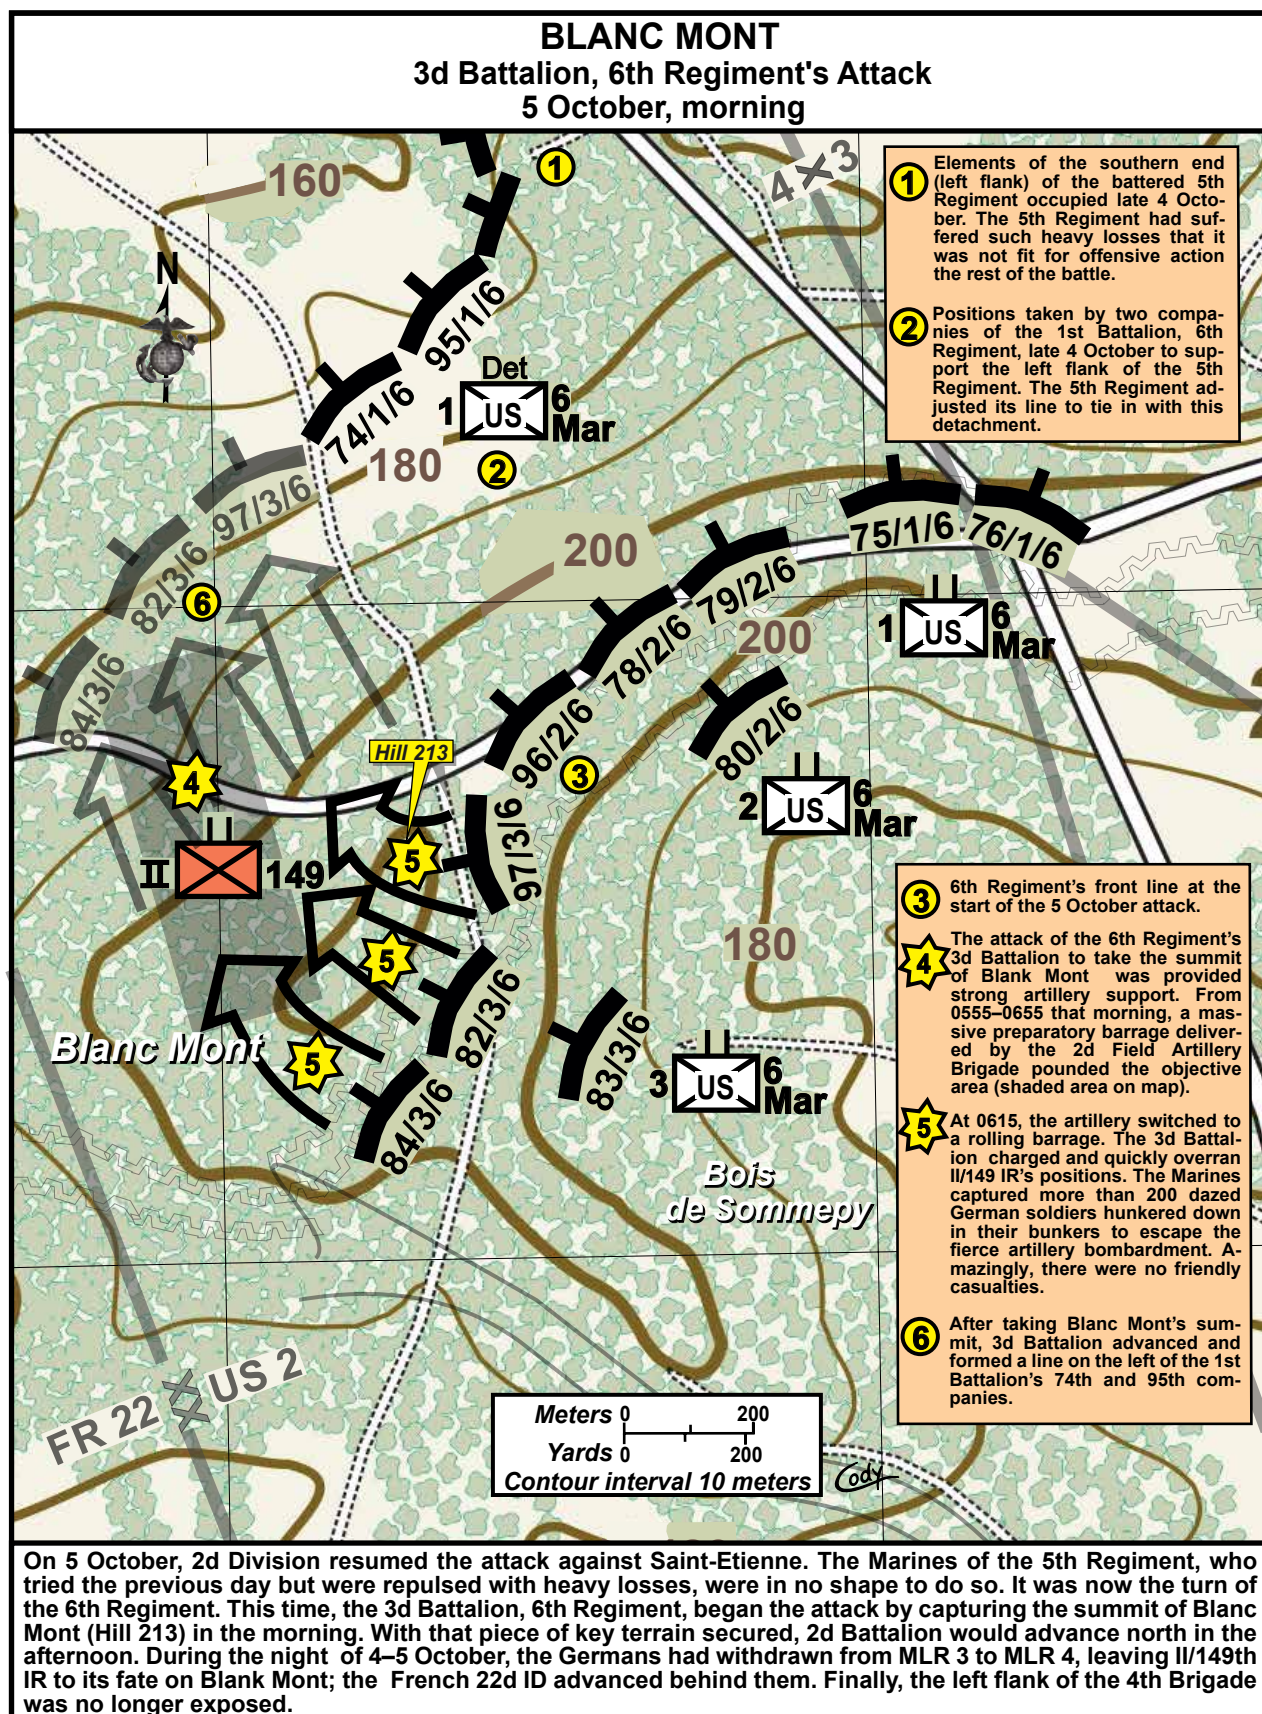 BLANC MONT
3d Battalion, 6th Regiment's Attack
5 October, morning
160
1
4 X 3
N
95/1/6
Det
1 US 6
Mar
74/1/6
180
2
97/3/6
82/3/6
6
84/3/6
200
75/1/6
76/1/6
79/2/6
78/2/6
200
1 US 6
Mar
96/2/6
80/2/6
Hill 213
3
4
2 US 6
Mar
II 149
5
97/3/6
5
180
82/3/6
Blanc Mont
5
83/3/6
3 US 6
Mar
84/3/6
Bois
de Sommepy
FR 22 XX US 2
Meters 0 200
Yards 0 200
Contour interval 10 meters
Cody
1 Elements of the southern end
(left flank) of the battered 5th
Regiment occupied late 4 Octo-
ber. The 5th Regiment had suf-
fered such heavy losses that it
was not fit for offensive action
the rest of the battle.
2 Positions taken by two compa-
nies of the 1st Battalion, 6th
Regiment, late 4 October to sup-
port the left flank of the 5th
Regiment. The 5th Regiment ad-
justed its line to tie in with this
detachment.
3 6th Regiment's front line at the
start of the 5 October attack.
4 The attack of the 6th Regiment's
3d Battalion to take the summit
of Blank Mont was provided
strong artillery support. From
0555–0655 that morning, a mas-
sive preparatory barrage deliver-
ed by the 2d Field Artillery
Brigade pounded the objective
area (shaded area on map).
5 At 0615, the artillery switched to
a rolling barrage. The 3d Battal-
ion charged and quickly overran
II/149 IR's positions. The Marines
captured more than 200 dazed
German soldiers hunkered down
in their bunkers to escape the
fierce artillery bombardment. A-
mazingly, there were no friendly
casualties.
6 After taking Blanc Mont's sum-
mit, 3d Battalion advanced and
formed a line on the left of the 1st
Battalion's 74th and 95th com-
panies.
On 5 October, 2d Division resumed the attack against Saint-Etienne. The Marines of the 5th Regiment, who
tried the previous day but were repulsed with heavy losses, were in no shape to do so. It was now the turn of
the 6th Regiment. This time, the 3d Battalion, 6th Regiment, began the attack by capturing the summit of Blanc
Mont (Hill 213) in the morning. With that piece of key terrain secured, 2d Battalion would advance north in the
afternoon. During the night of 4–5 October, the Germans had withdrawn from MLR 3 to MLR 4, leaving II/149th
IR to its fate on Blank Mont; the French 22d ID advanced behind them. Finally, the left flank of the 4th Brigade
was no longer exposed.